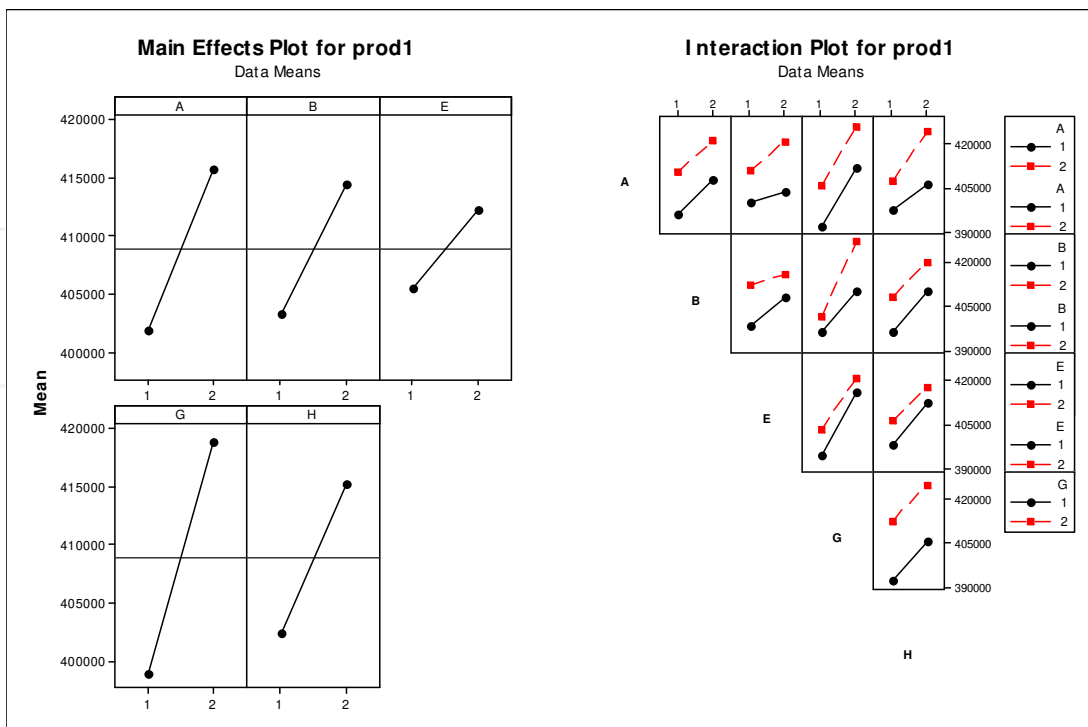 Main Effects Plot for prod1
Data Means
A B E
420000
415000
410000
405000
400000
1 2 1 2 1 2
G H
420000
415000
410000
405000
400000
1 2 1 2
Mean
Interaction Plot for prod1
Data Means
1 2 1 2 1 2 1 2
A
420000
405000
390000
B
420000
405000
390000
E
420000
405000
390000
G
420000
405000
390000
H
A
1
2
A
1
2
B
1
2
B
1
2
E
1
2
E
1
2
G
1
2